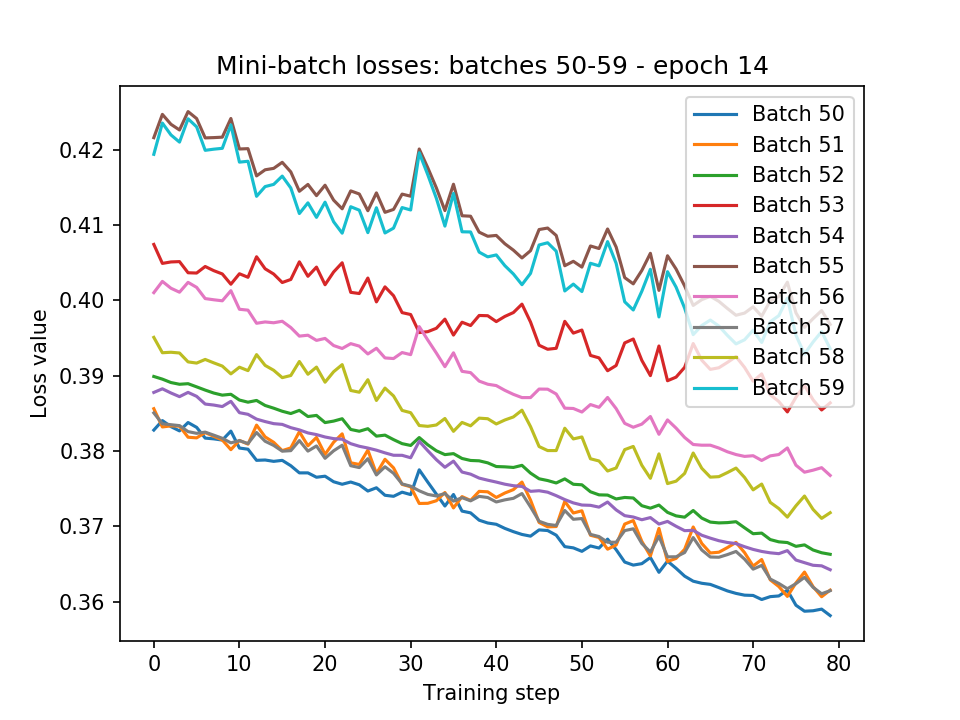 Mini-batch losses: batches 50-59 - epoch 14
Loss value
0.42
0.41
0.40
0.39
0.38
0.37
0.36
Batch 50
Batch 51
Batch 52
Batch 53
Batch 54
Batch 55
Batch 56
Batch 57
Batch 58
Batch 59
0 10 20 30 40 50 60 70 80
Training step